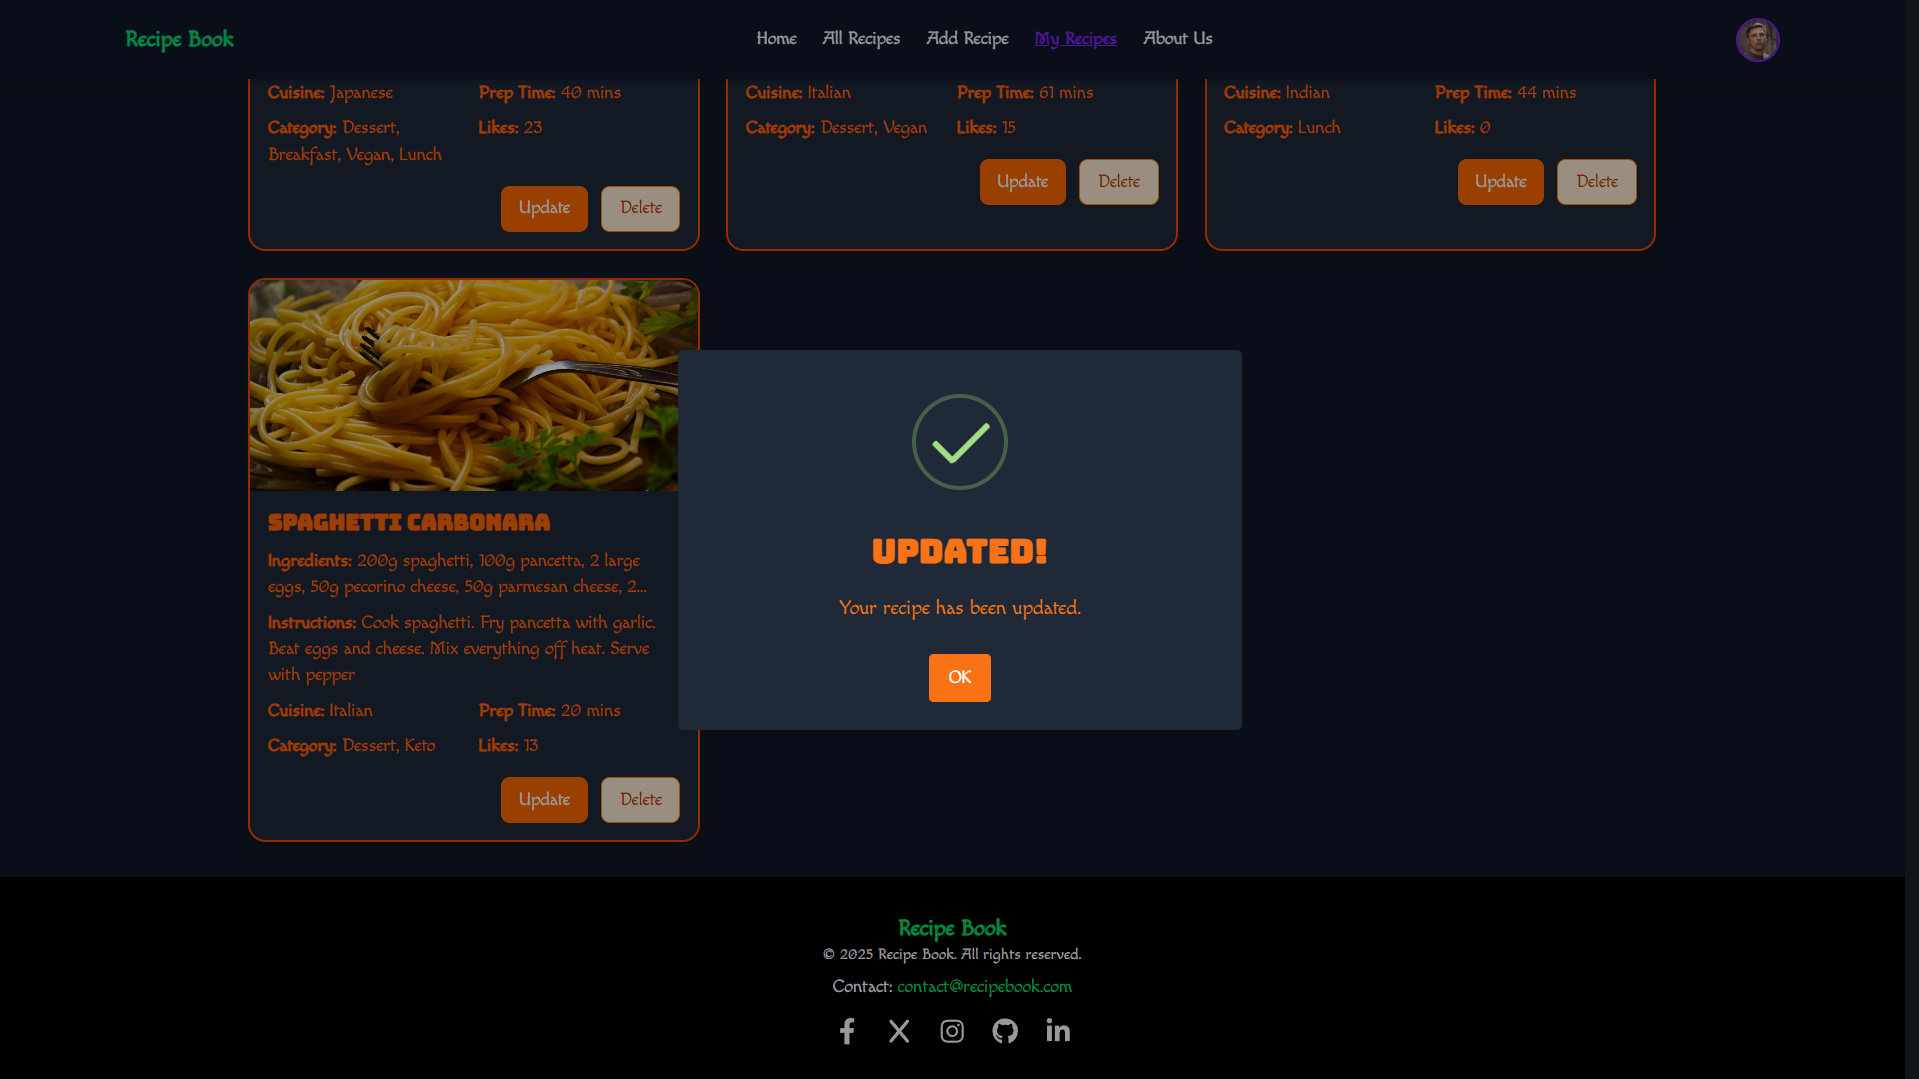 Recipe Book
Home All Recipes Add Recipe My Recipes About Us
Cuisine: Japanese Prep Time: 40 mins
Category: Dessert, Breakfast, Vegan, Lunch Likes: 23
Update Delete
Cuisine: Italian Prep Time: 61 mins
Category: Dessert, Vegan Likes: 15
Update Delete
Cuisine: Indian Prep Time: 44 mins
Category: Lunch Likes: 0
Update Delete
SPAGHETTI CARBONARA
Ingredients: 200g spaghetti, 100g pancetta, 2 large
eggs, 50g pecorino cheese, 50g parmesan cheese, 2...
Instructions: Cook spaghetti. Fry pancetta with garlic.
Beat eggs and cheese. Mix everything off heat. Serve
with pepper
Cuisine: Italian Prep Time: 20 mins
Category: Dessert, Keto Likes: 13
Update Delete
UPDATED!
Your recipe has been updated.
OK
Recipe Book
© 2025 Recipe Book. All rights reserved.
Contact: contact@recipebook.com